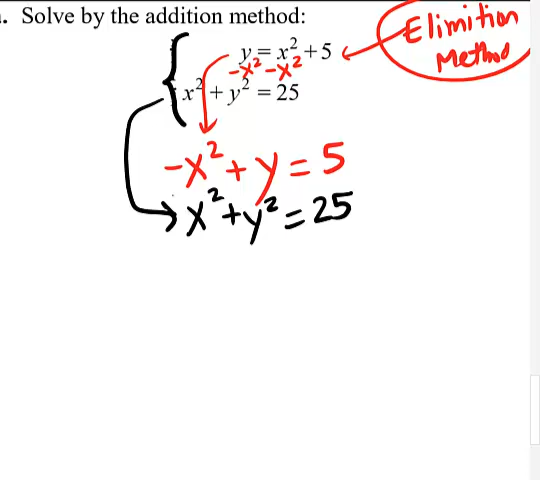 . Solve by the addition method:
y = x² + 5
-x² -x²
x² + y² = 25
Elimition
Method
-x² + y = 5
x² + y² = 25